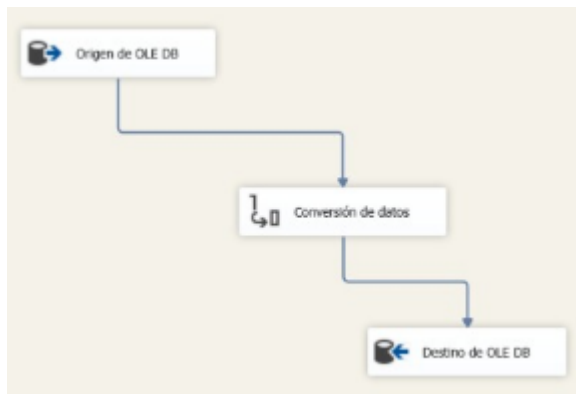 Origen de OLE DB
Conversión de datos
Destino de OLE DB